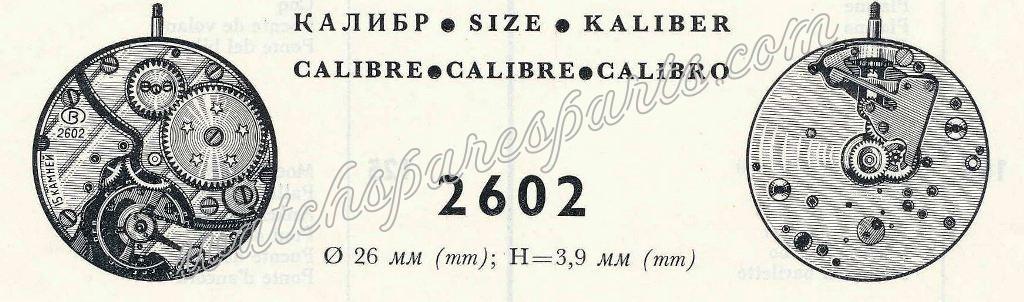 КАЛИБР • SIZE • KALIBER
CALIBRE • CALIBRE • CALIBRO
B
2602
15 КАМНЕЙ
2602
Ø 26 мм (mm); H=3,9 мм (mm)
watchspareparts.com